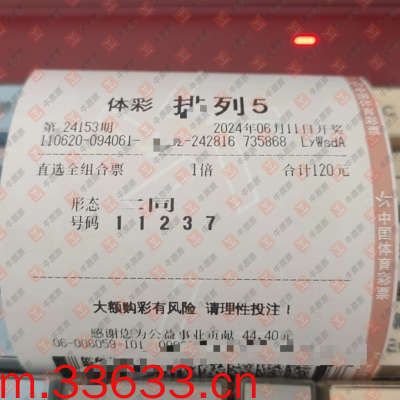 体彩 排列5
第 24153期 2024年06月11日开奖
110620-094061- -242816 735868 LyWsdA
直选全组合票 1倍 合计120元
形态 二同
号码 1 1 2 3 7
大额购彩有风险 请理性投注!
感谢您为公益事业贡献 44.40元
06-006059-101
中国体育彩票
m.33633.cn